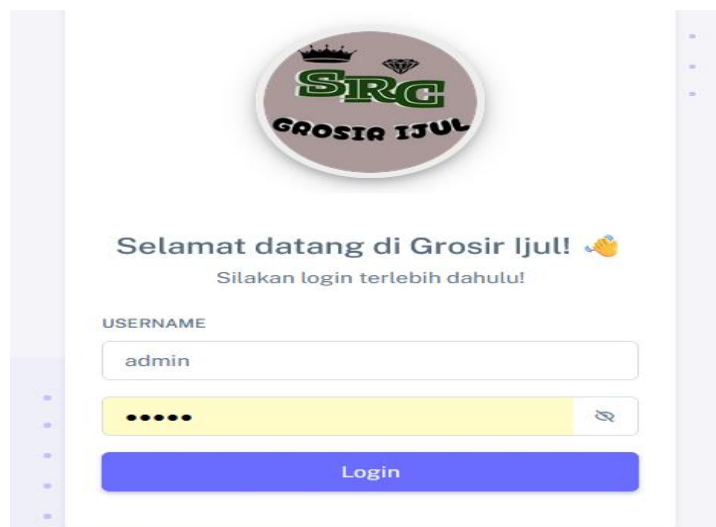 SRC
GROSIR IJUL
Selamat datang di Grosir Ijul! 👋
Silakan login terlebih dahulu!
USERNAME
admin
•••••
Login